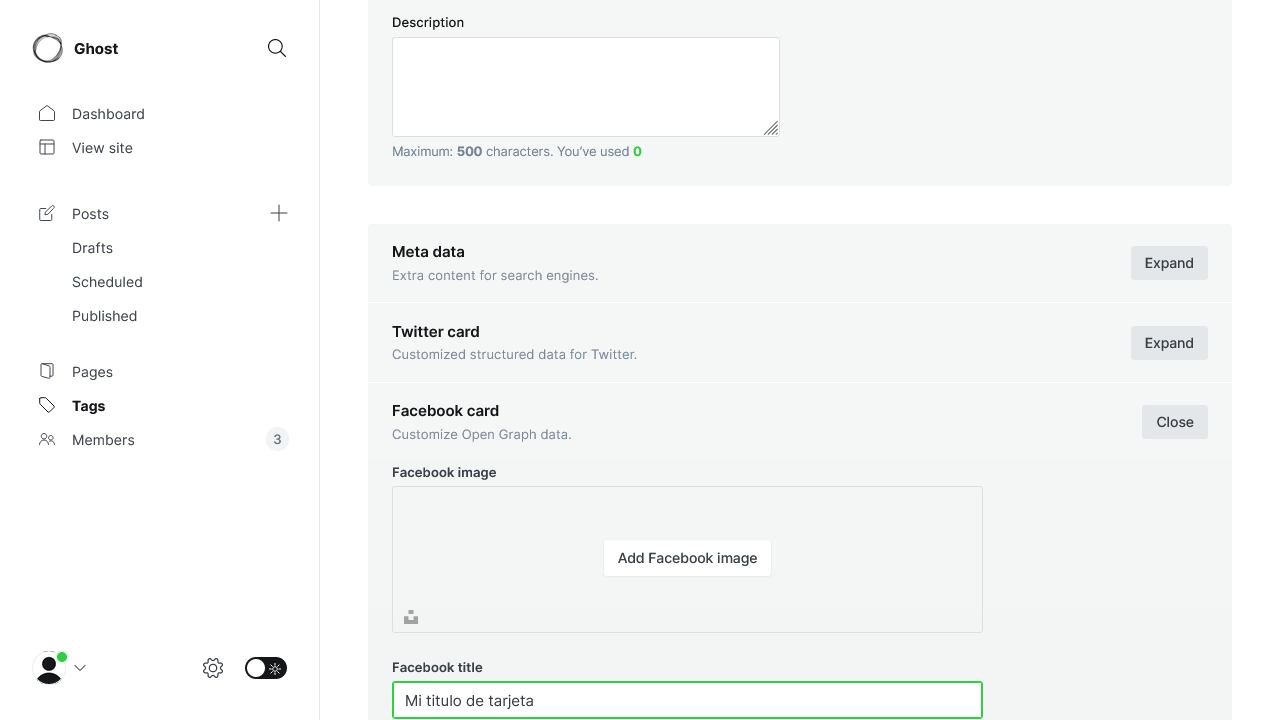 Ghost
Dashboard
View site
Posts
Drafts
Scheduled
Published
Pages
Tags
Members
3
Description
Maximum: 500 characters. You’ve used 0
Meta data
Extra content for search engines.
Expand
Twitter card
Customized structured data for Twitter.
Expand
Facebook card
Customize Open Graph data.
Close
Facebook image
Add Facebook image
Facebook title
Mi titulo de tarjeta